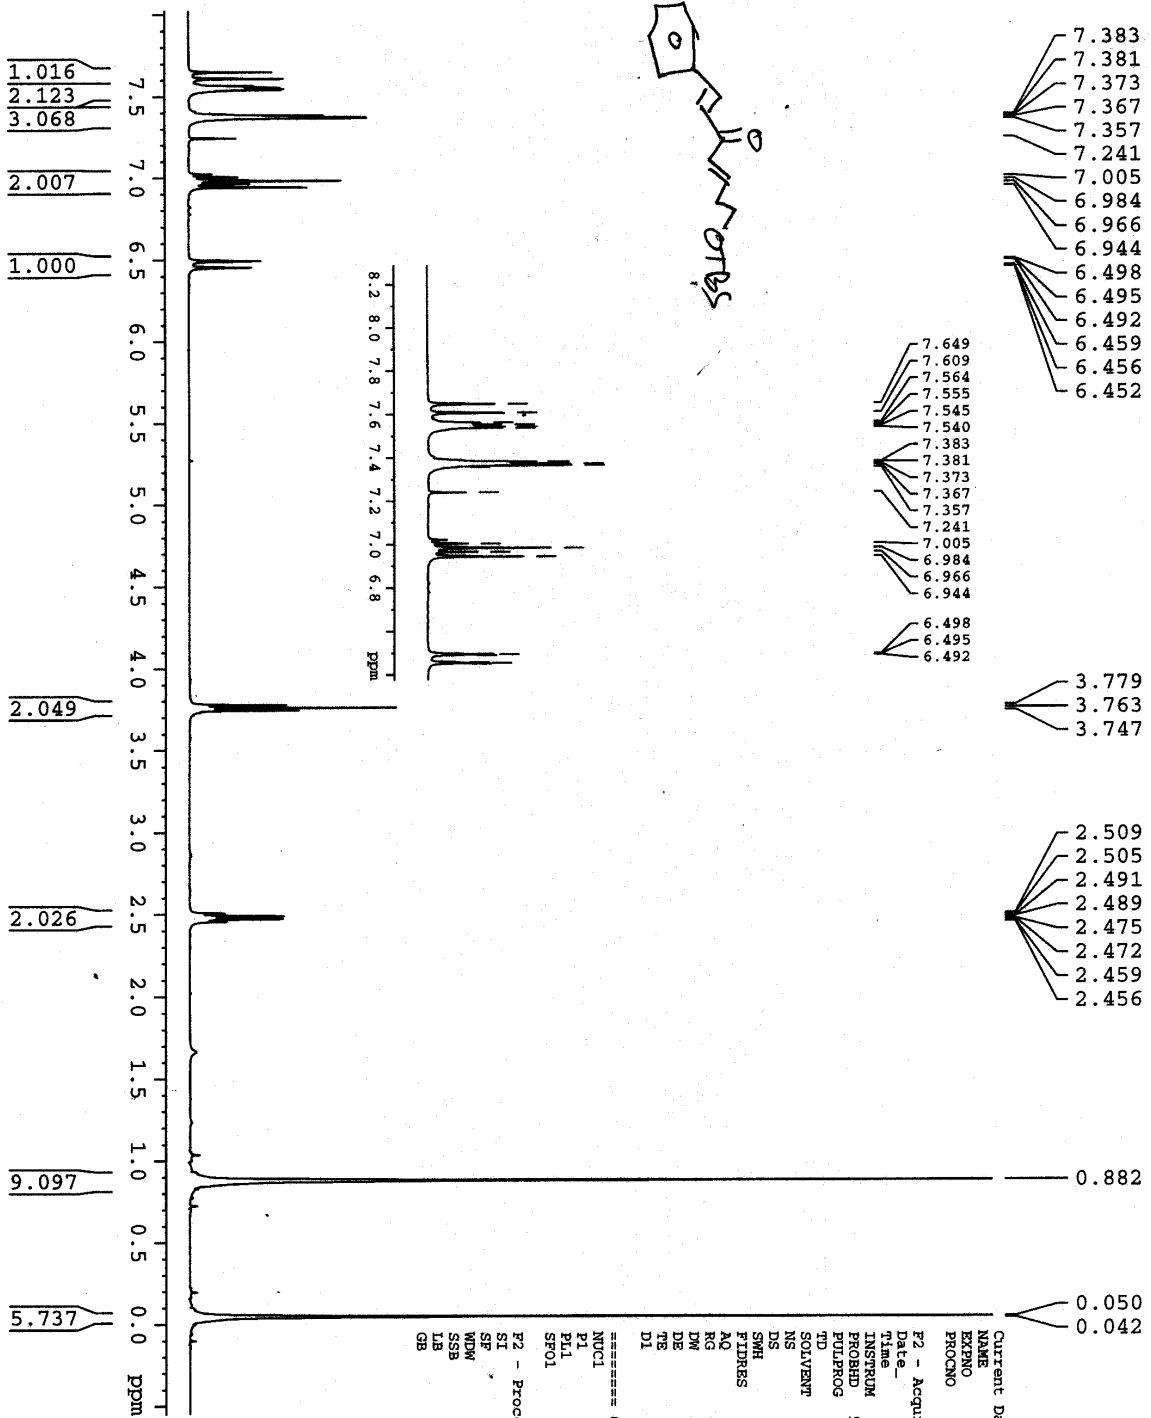 7.383
7.381
7.373
7.367
7.357
7.241
7.005
6.984
6.966
6.944
6.498
6.495
6.492
6.459
6.456
6.452
3.779
3.763
3.747
2.509
2.505
2.491
2.489
2.475
2.472
2.459
2.456
0.882
0.050
0.042
7.649
7.609
7.564
7.555
7.545
7.540
7.383
7.381
7.373
7.367
7.357
7.241
7.005
6.984
6.966
6.944
6.498
6.495
6.492
O
OTBS
8.2 8.0 7.8 7.6 7.4 7.2 7.0 6.8 ppm
7.5 7.0 6.5 6.0 5.5 5.0 4.5 4.0 3.5 3.0 2.5 2.0 1.5 1.0 0.5 0.0 ppm
1.016
2.123
3.068
2.007
1.000
2.049
2.026
9.097
5.737
Current Da
NAME
EXPNO
PROCNO
F2 - Acqui
Date_
Time
INSTRUM
PROBHD
PULPROG
TD
SOLVENT
NS
DS
SWH
FIDRES
AQ
RG
DW
DE
TE
D1
========
NUC1
P1
PL1
SFO1
F2 - Proc
SI
SF
WDW
SSB
LB
GB